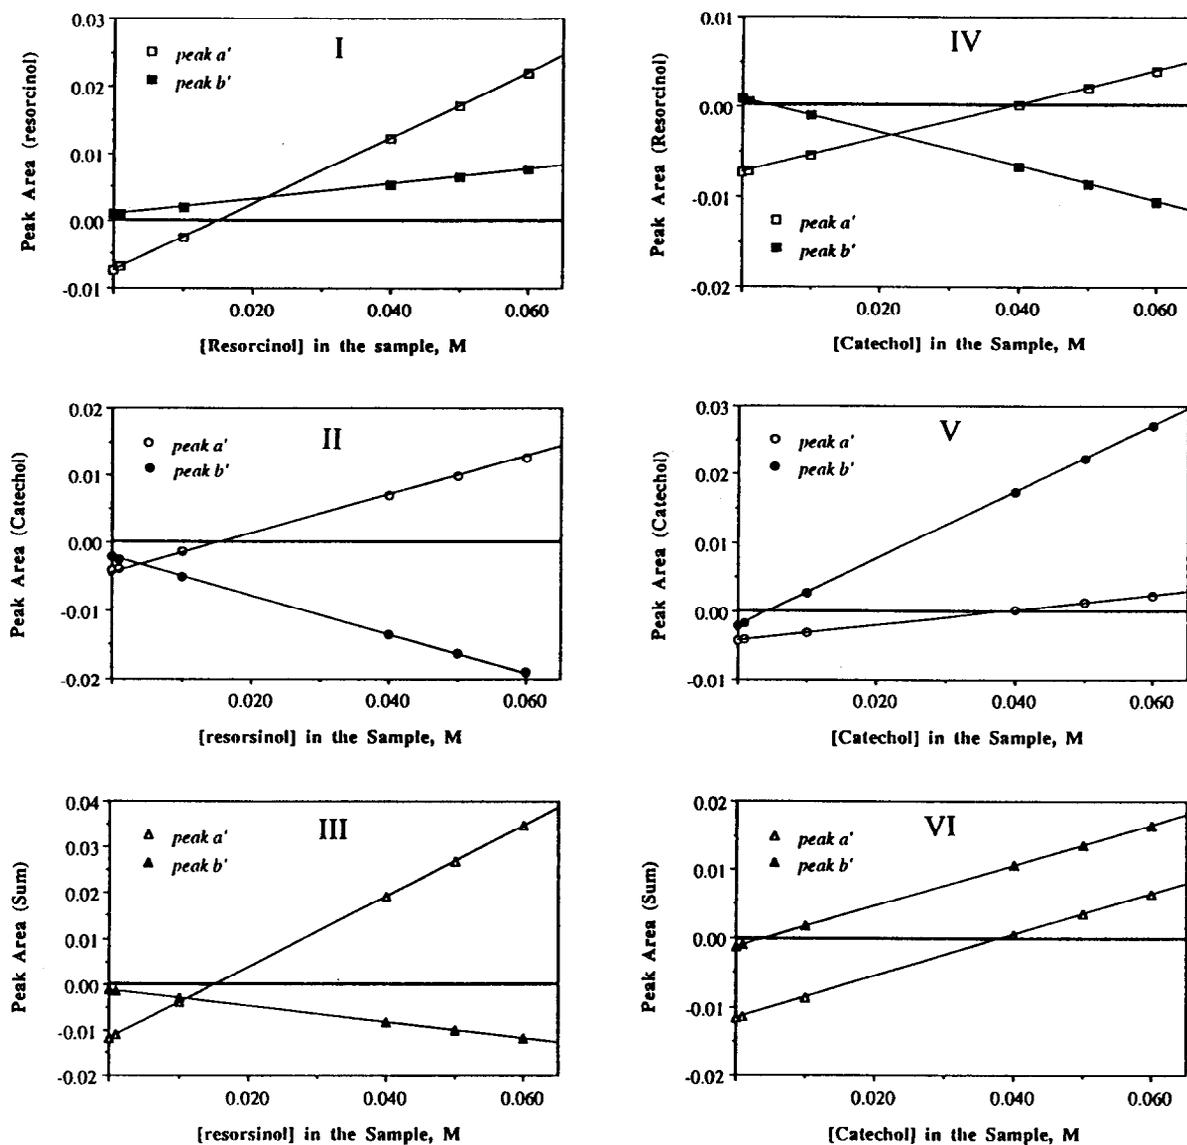 I
peak a'
peak b'
Peak Area (resorcinol)
0.03
0.02
0.01
0.00
-0.01
0.020
0.040
0.060
[Resorcinol] in the sample, M
IV
peak a'
peak b'
Peak Area (Resorcinol)
0.01
0.00
-0.01
-0.02
0.020
0.040
0.060
[Catechol] in the Sample, M
II
peak a'
peak b'
Peak Area (Catechol)
0.02
0.01
0.00
-0.01
-0.02
0.020
0.040
0.060
[resorsinol] in the Sample, M
V
peak a'
peak b'
Peak Area (Catechol)
0.03
0.02
0.01
0.00
-0.01
0.020
0.040
0.060
[Catechol] in the Sample, M
III
peak a'
peak b'
Peak Area (Sum)
0.04
0.03
0.02
0.01
0.00
-0.01
-0.02
0.020
0.040
0.060
[resorsinol] in the Sample, M
VI
peak a'
peak b'
Peak Area (Sum)
0.02
0.01
0.00
-0.01
-0.02
0.020
0.040
0.060
[Catechol] in the Sample, M